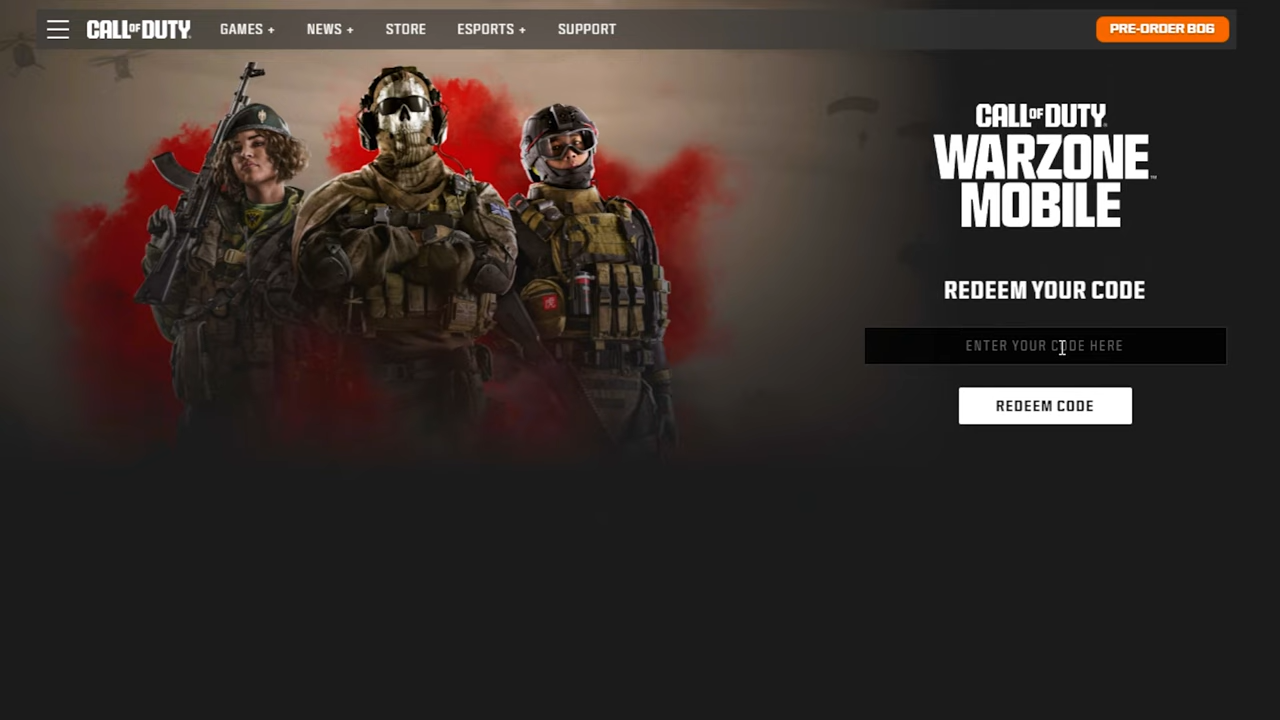 CALL OF DUTY
GAMES +
NEWS +
STORE
ESPORTS +
SUPPORT
PRE-ORDER BO6
CALL OF DUTY
WARZONE
MOBILE
REDEEM YOUR CODE
ENTER YOUR CODE HERE
REDEEM CODE